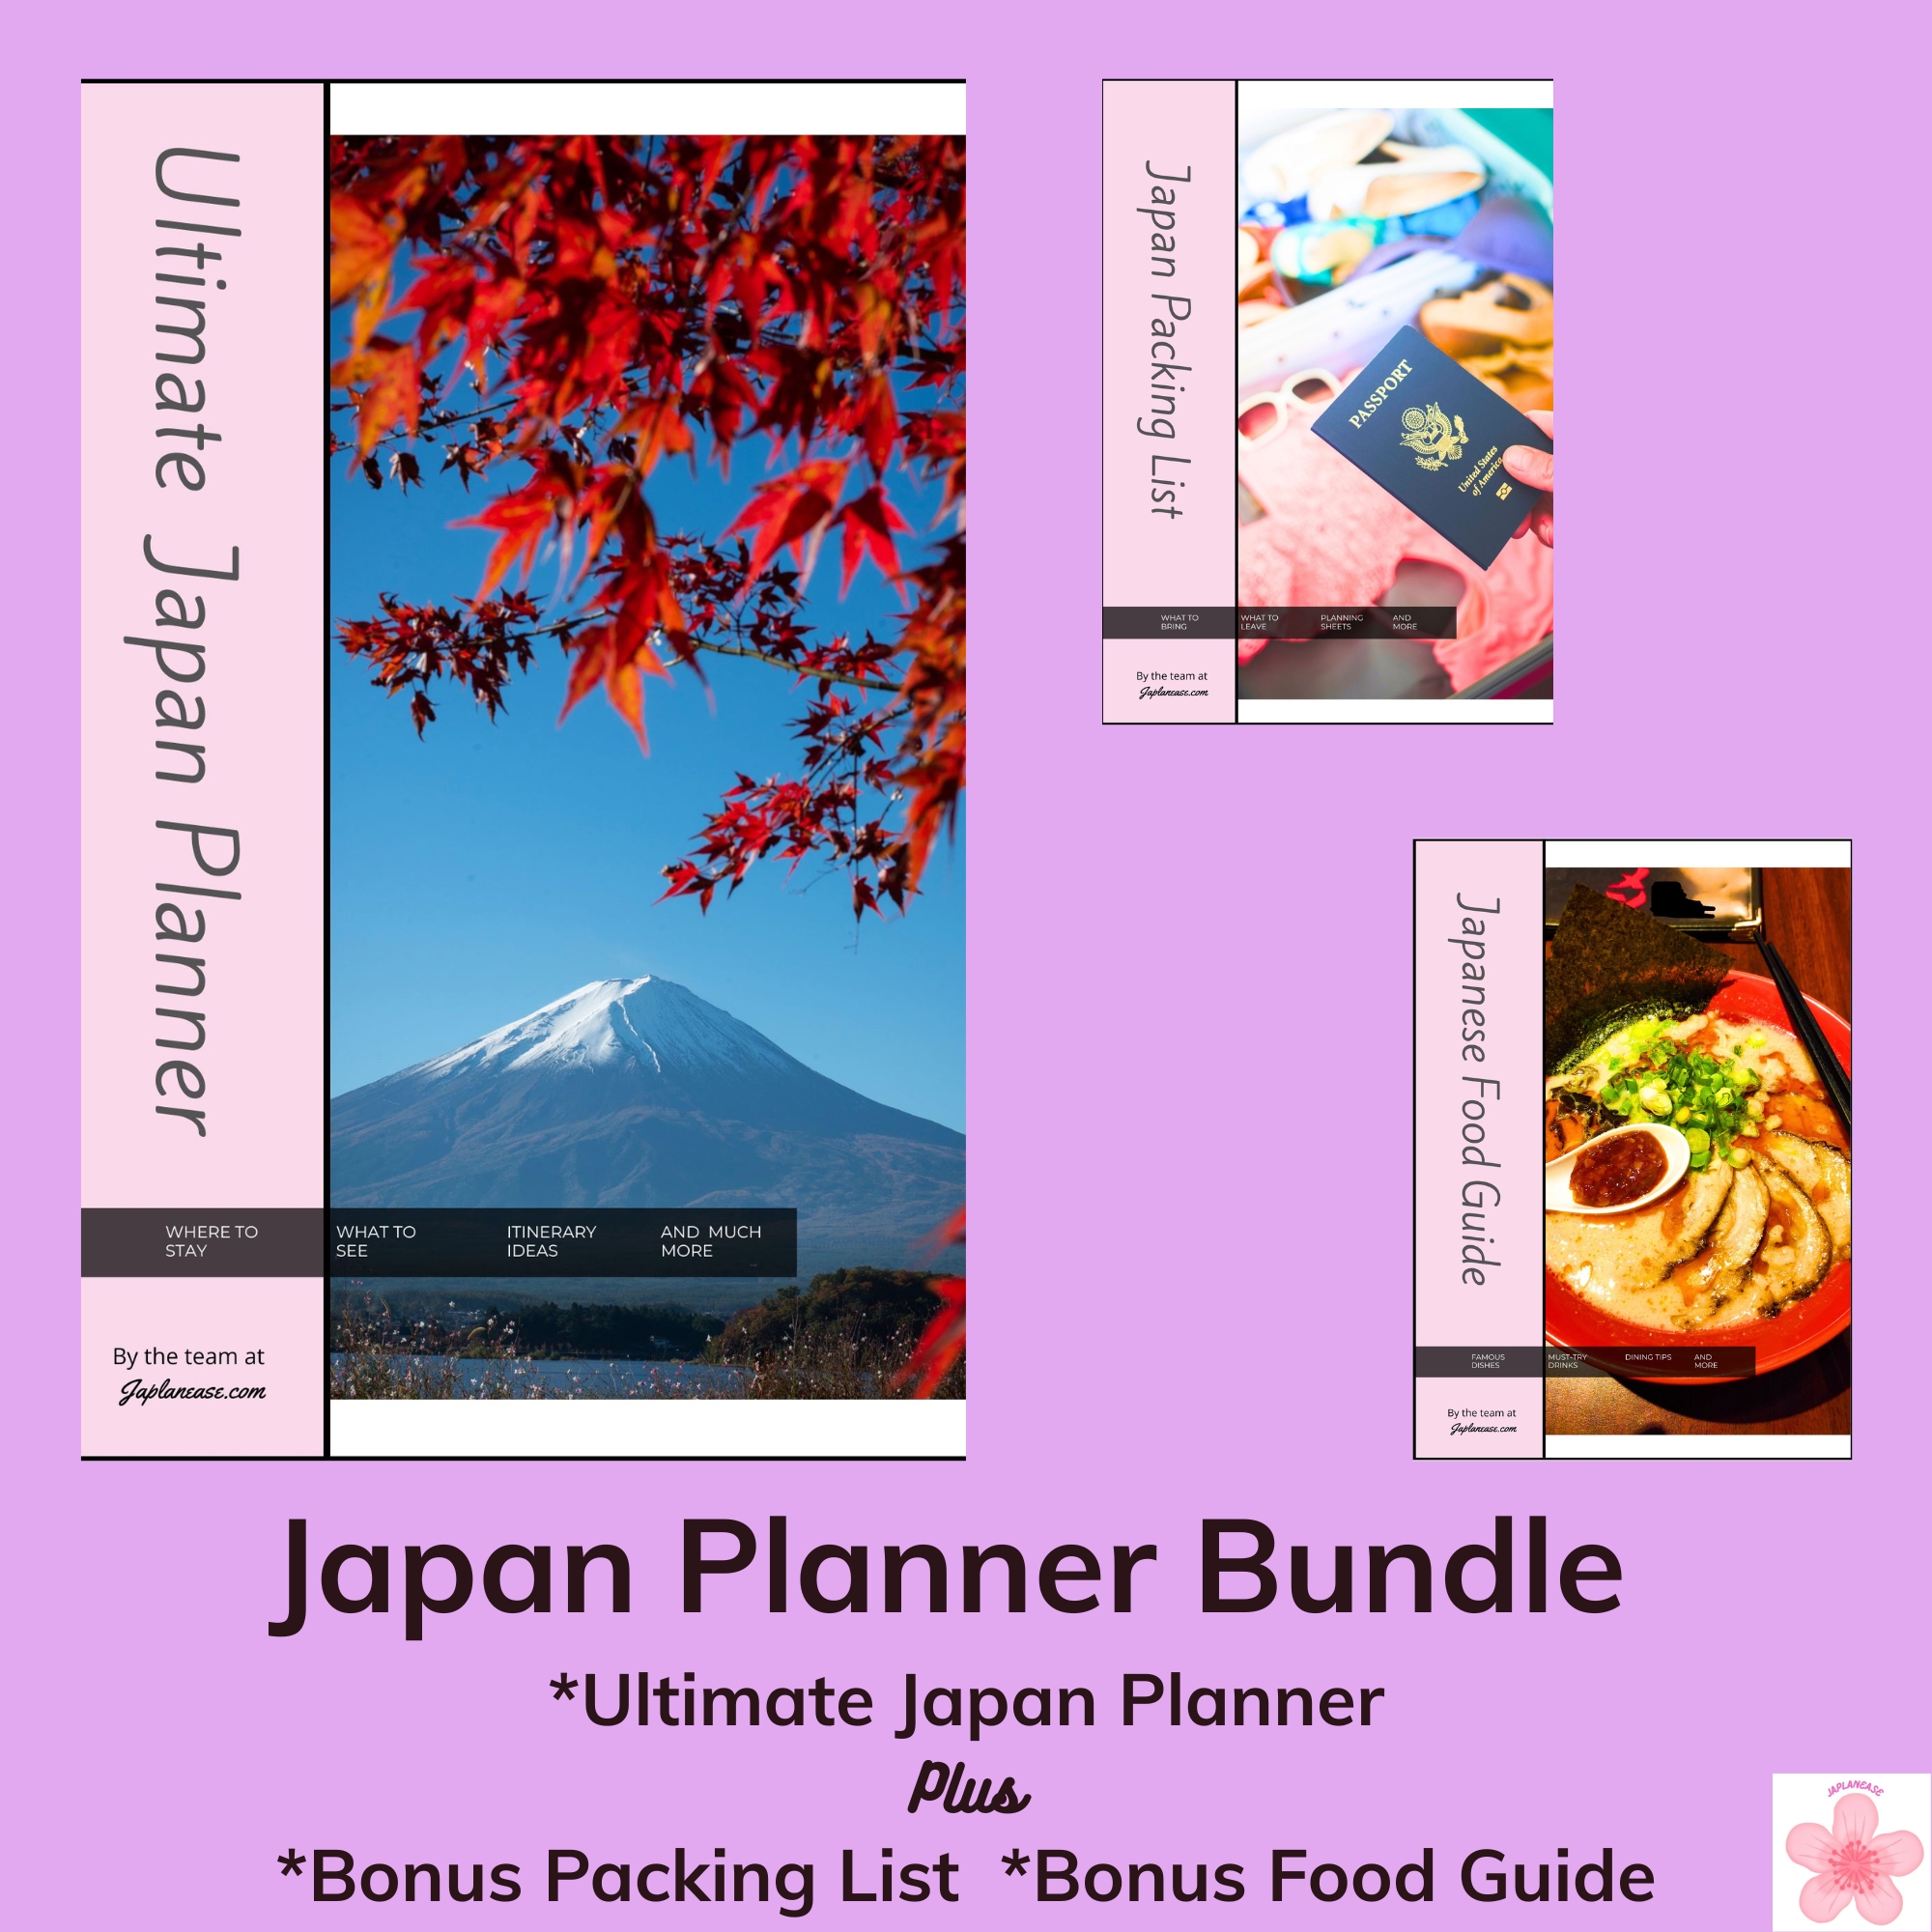 Ultimate Japan Planner
WHERE TO
STAY
WHAT TO
SEE
ITINERARY
IDEAS
AND MUCH
MORE
By the team at
Japlanease.com
Japan Packing List
PASSPORT
United States
of America
WHAT TO
BRING
WHAT TO
LEAVE
PLANNING
SHEETS
AND
MORE
By the team at
Japlanease.com
Japanese Food Guide
FAMOUS
DISHES
MUST-TRY
DRINKS
DINING TIPS
AND
MORE
By the team at
Japlanease.com
Japan Planner Bundle
*Ultimate Japan Planner
Plus
*Bonus Packing List *Bonus Food Guide
JAPLANEASE